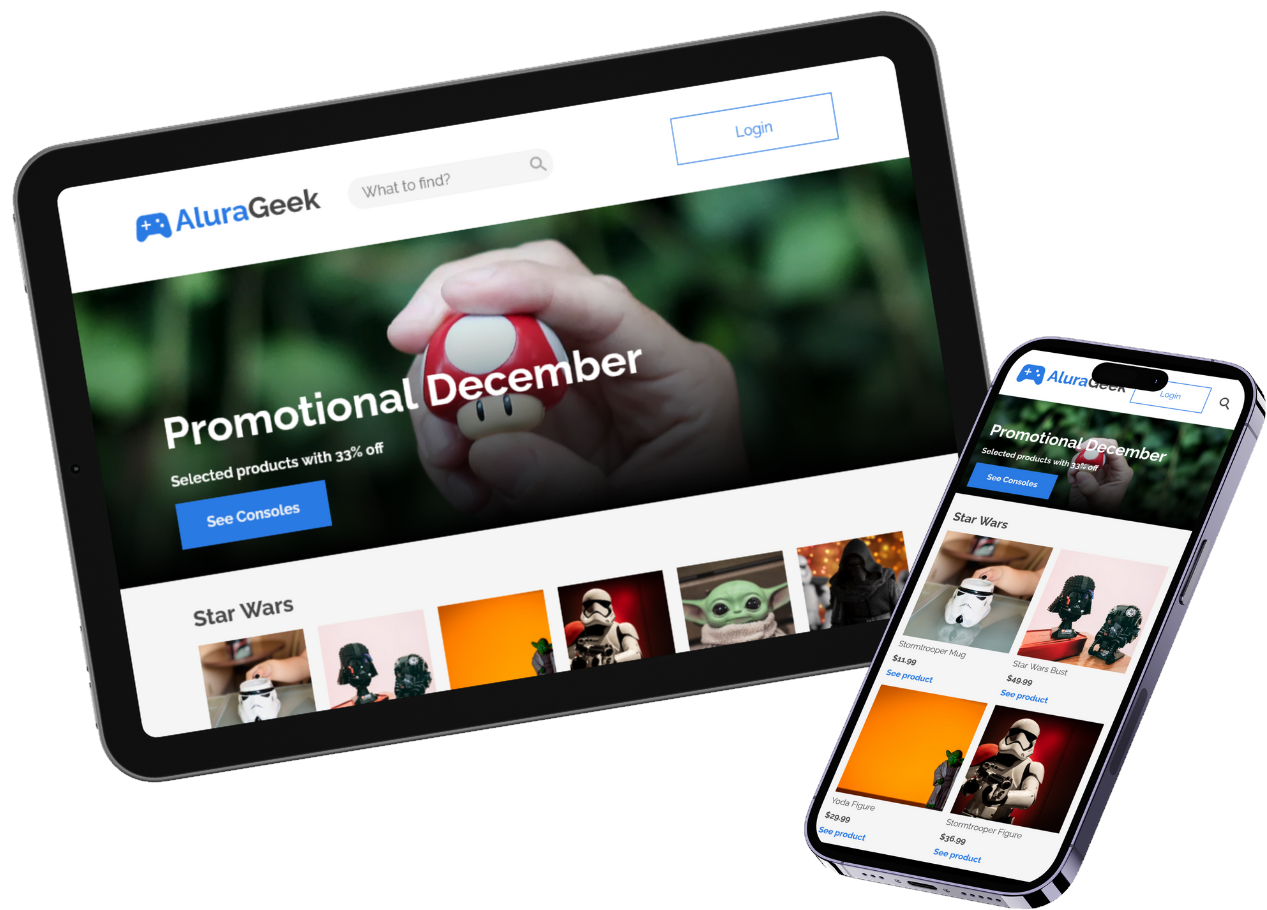 AluraGeek
What to find?
Login
Promotional December
Selected products with 33% off
See Consoles
Star Wars
AluraGeek
Login
Promotional December
Selected products with 33% off
See Consoles
Star Wars
Stormtrooper Mug
$11.99
See product
Star Wars Bust
$49.99
See product
Yoda Figure
$29.99
See product
Stormtrooper Figure
$36.99
See product